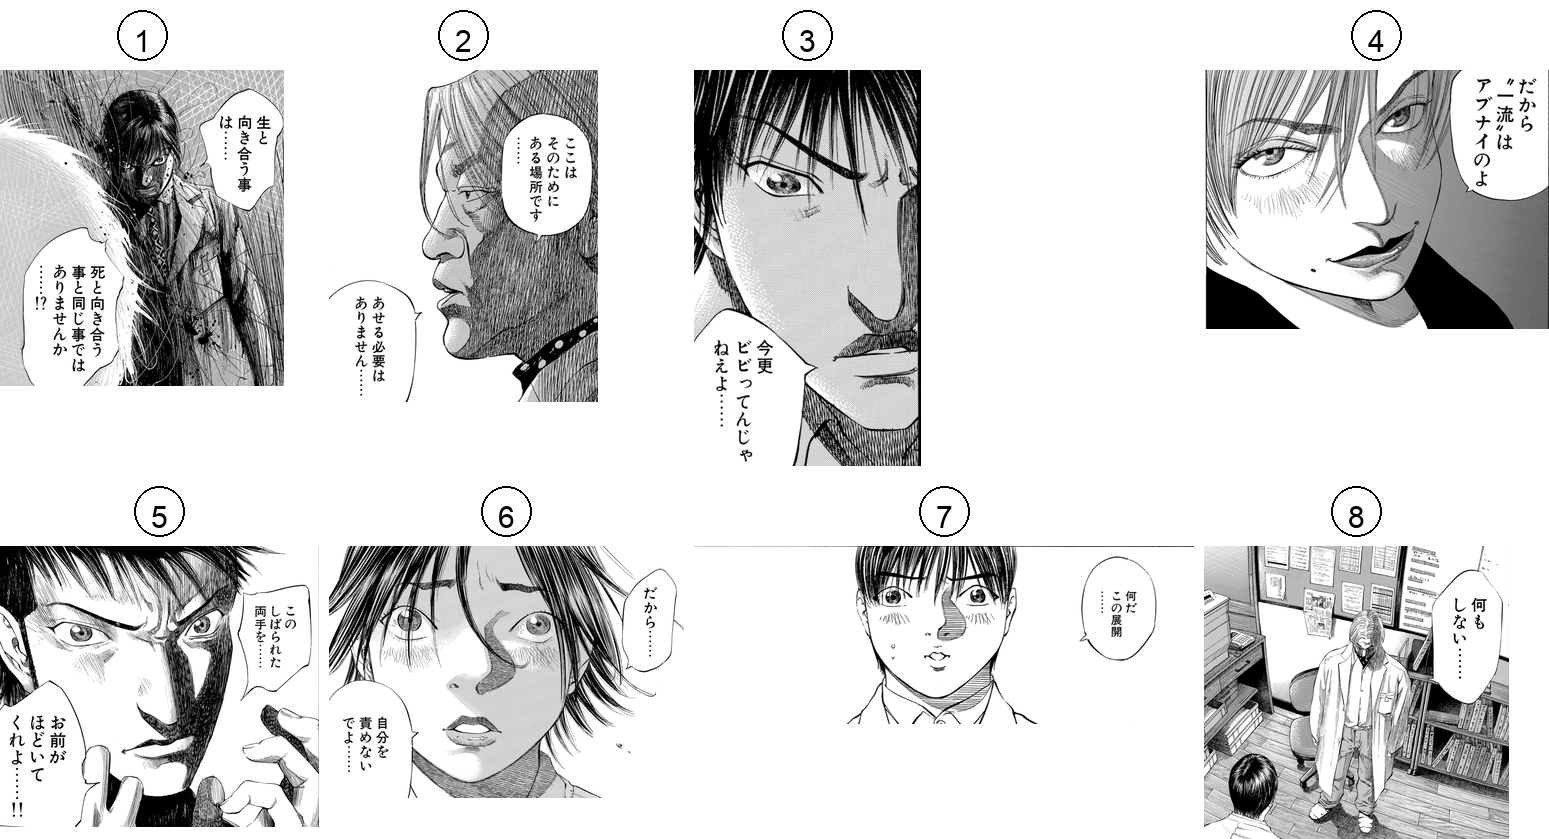 1
生と
向き合う事
は……
死と向き合う
事と同じ事では
ありませんか
……!?
2
ここは
そのために
ある場所です
……
あせる必要は
ありません……
3
今更
ビビってんじゃ
ねえよ……
4
だから
〝一流〟は
アブナイのよ
5
この
しばられた
両手を……
お前が
ほどいて
くれよ……!!
6
だから……
自分を
責めない
でよ……
7
何だ
この展開
……
8
何も
しない……